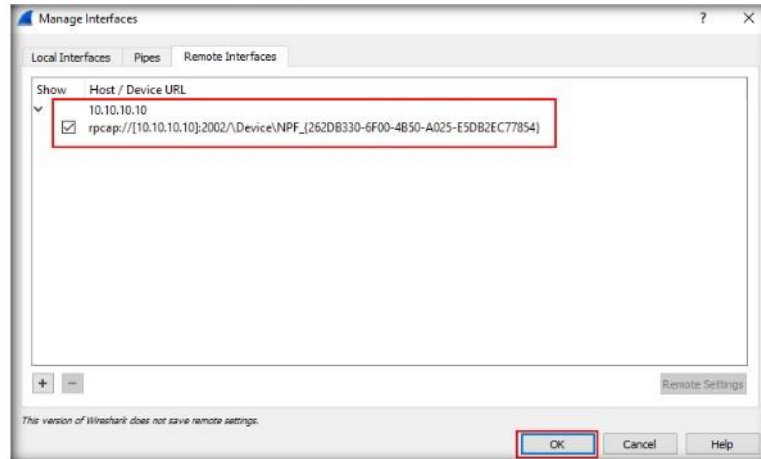 Manage Interfaces ? ×
Local Interfaces Pipes Remote Interfaces
Show Host / Device URL
10.10.10.10
rpcap://[10.10.10.10]:2002/\Device\NPF_{262DB330-6F00-4B50-A025-E5DB2EC77854}
+ −
Remote Settings
This version of Wireshark does not save remote settings.
OK Cancel Help